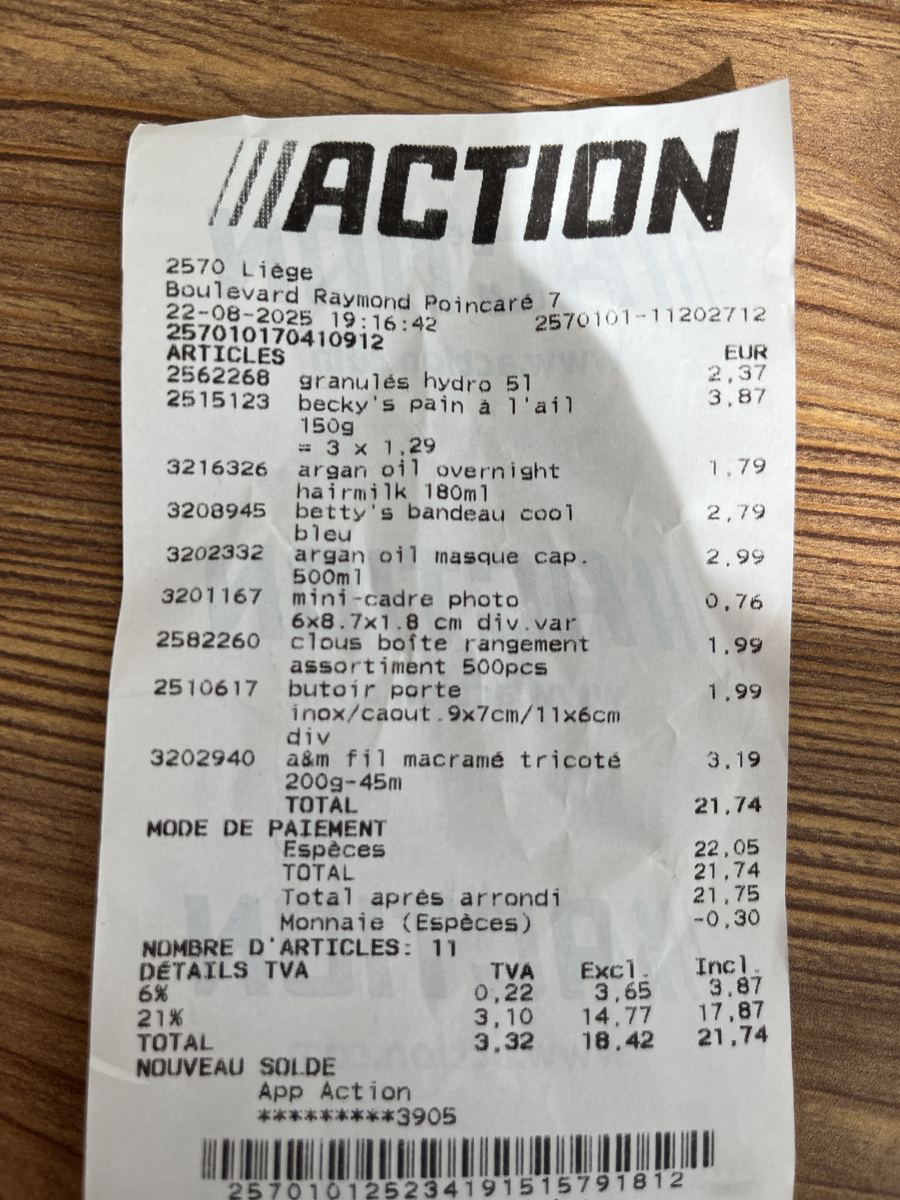 ACTION
2570 Liège
Boulevard Raymond Poincaré 7
22-08-2025 19:16:42 2570101-11202712
257010170410912
ARTICLES EUR
2562268 granulés hydro 5l 2,37
2515123 becky's pain à l'ail 3,87
150g
= 3 x 1,29
3216326 argan oil overnight 1,79
hairmilk 180ml
3208945 betty's bandeau cool 2,79
bleu
3202332 argan oil masque cap. 2,99
500ml
3201167 mini-cadre photo 0,76
6x8.7x1.8 cm div.var
2582260 clous boîte rangement 1,99
assortiment 500pcs
2510617 butoir porte 1,99
inox/caout.9x7cm/11x6cm
div
3202940 a&m fil macramé tricoté 3,19
200g-45m
TOTAL 21,74
MODE DE PAIEMENT
Espèces 22,05
TOTAL 21,74
Total après arrondi 21,75
Monnaie (Espèces) -0,30
NOMBRE D'ARTICLES: 11
DÉTAILS TVA TVA Excl. Incl.
6% 0,22 3,65 3,87
21% 3,10 14,77 17,87
TOTAL 3,32 18,42 21,74
NOUVEAU SOLDE
App Action
*********3905
2570101252341915157918​12